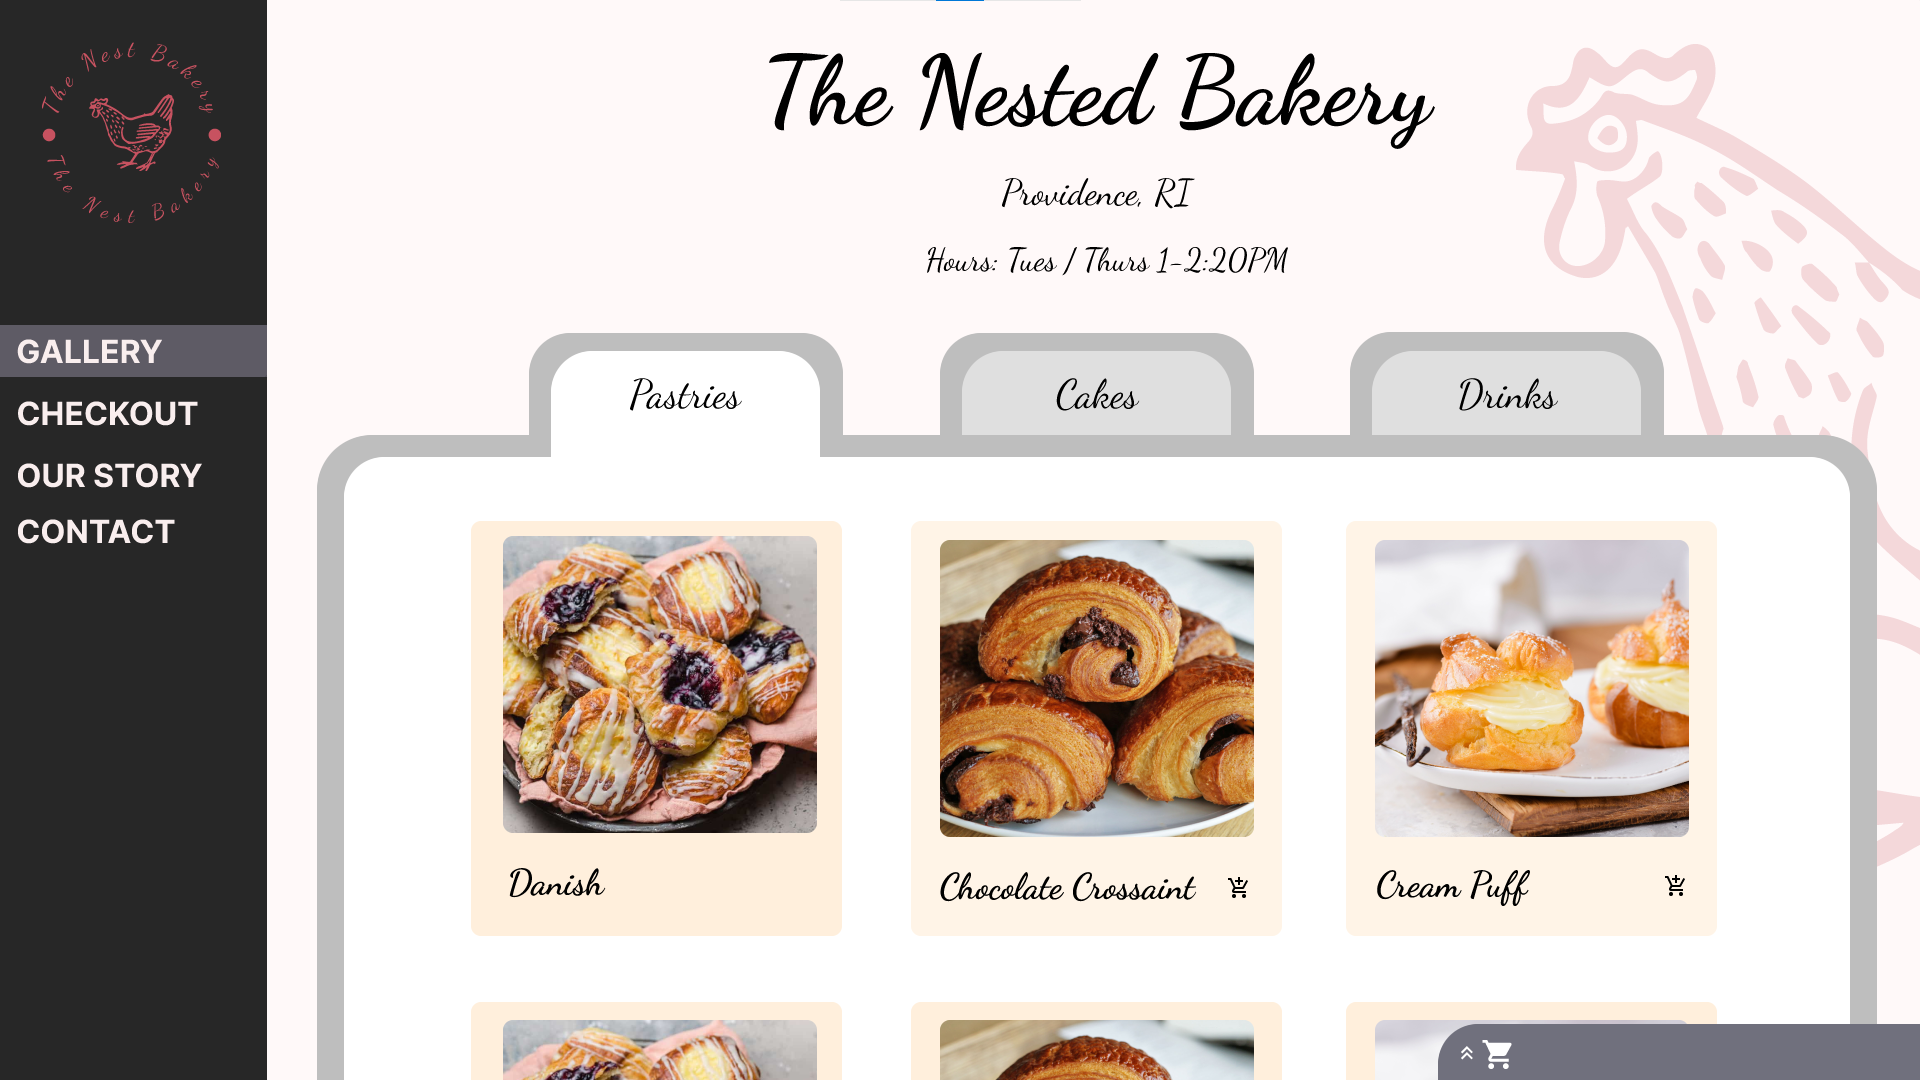 The Nest Bakery
The Nest Bakery
GALLERY
CHECKOUT
OUR STORY
CONTACT
The Nested Bakery
Providence, RI
Hours: Tues / Thurs 1-2:20PM
Pastries
Cakes
Drinks
Danish
Chocolate Crossaint
Cream Puff